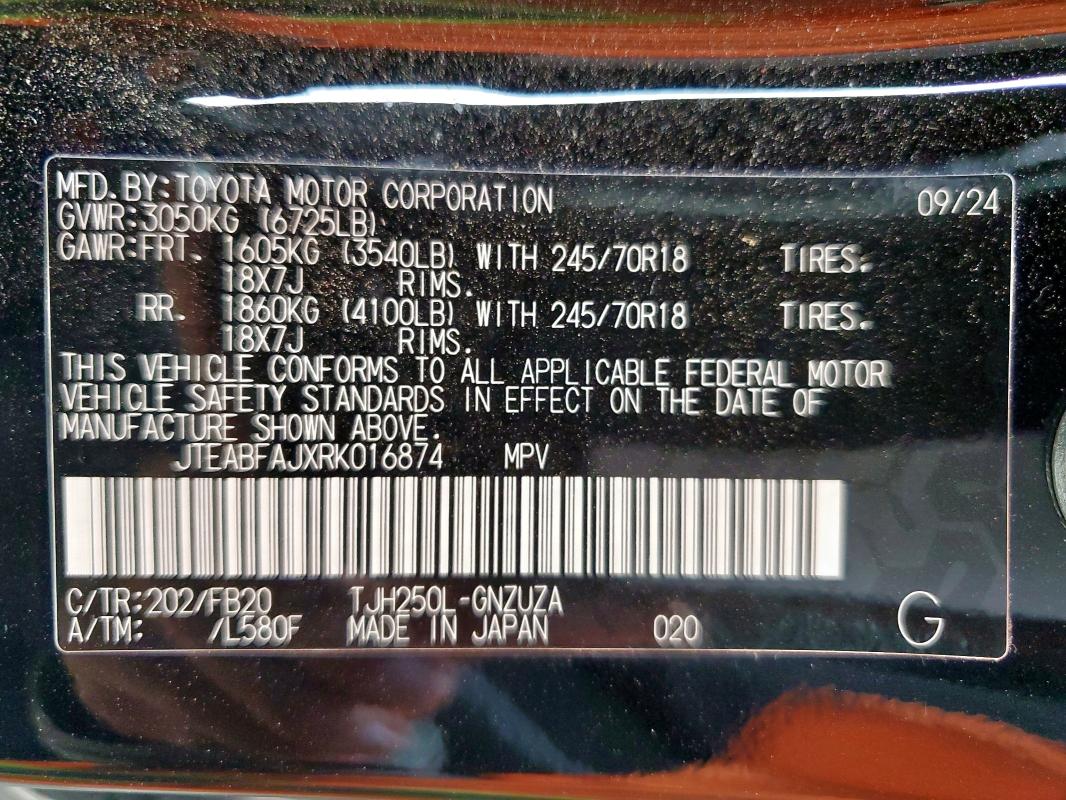 MFD. BY:TOYOTA MOTOR CORPORATION 09/24
GVWR:3050KG (6725LB)
GAWR:FRT. 1605KG (3540LB) WITH 245/70R18 TIRES.
18X7J RIMS.
RR. 1860KG (4100LB) WITH 245/70R18 TIRES.
18X7J RIMS.
THIS VEHICLE CONFORMS TO ALL APPLICABLE FEDERAL MOTOR
VEHICLE SAFETY STANDARDS IN EFFECT ON THE DATE OF
MANUFACTURE SHOWN ABOVE.
JTEABFAJXRK016874 MPV
C/TR:202/FB20 TJH250L-GNZUZA
A/TM: /L580F MADE IN JAPAN 020 G